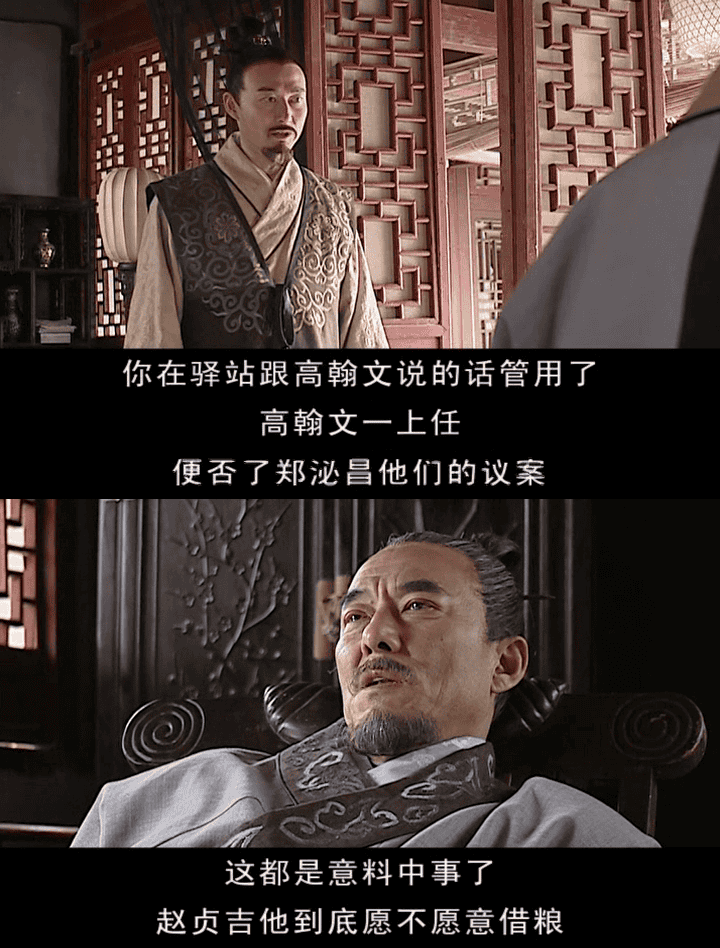 你在驿站跟高翰文说的话管用了
高翰文一上任
便否了郑泌昌他们的议案
这都是意料中事了
赵贞吉他到底愿不愿意借粮